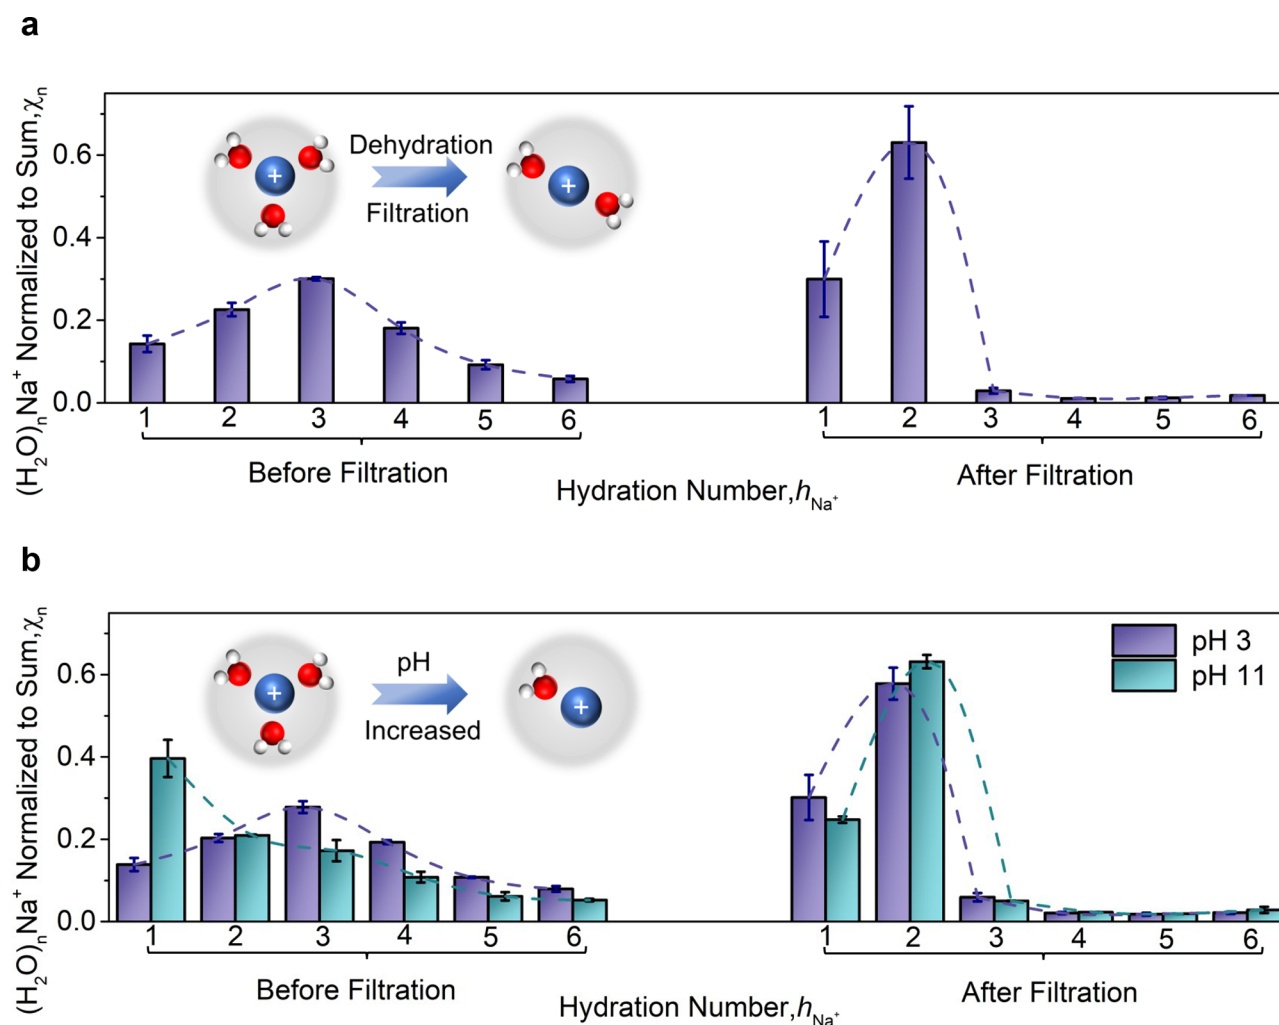 a
(H₂O)ₙNa⁺ Normalized to Sum,χₙ
0.6
0.4
0.2
0.0
Dehydration
Filtration
+
+
1 2 3 4 5 6
1 2 3 4 5 6
Before Filtration
After Filtration
Hydration Number,h_Na⁺
b
(H₂O)ₙNa⁺ Normalized to Sum,χₙ
0.6
0.4
0.2
0.0
pH
Increased
+
+
pH 3
pH 11
1 2 3 4 5 6
1 2 3 4 5 6
Before Filtration
After Filtration
Hydration Number,h_Na⁺